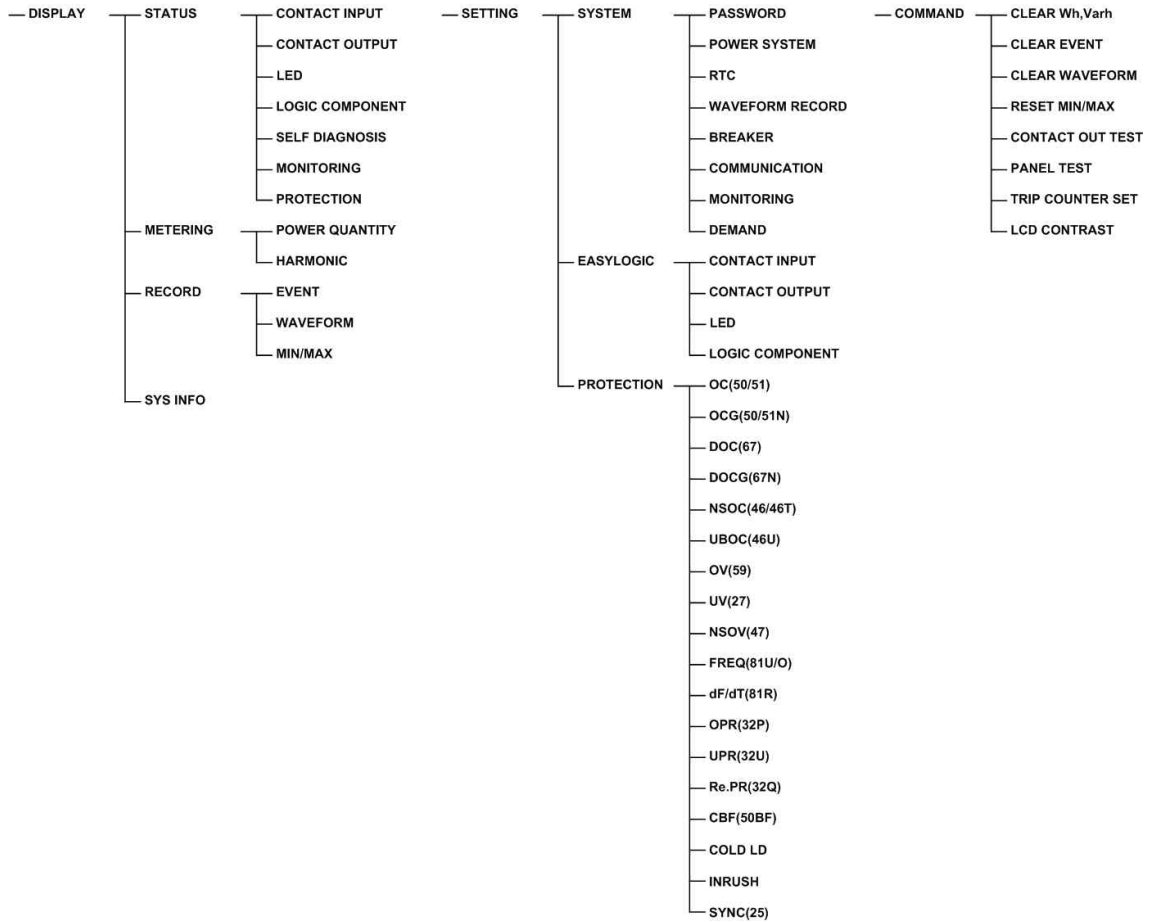 DISPLAY
STATUS
CONTACT INPUT
CONTACT OUTPUT
LED
LOGIC COMPONENT
SELF DIAGNOSIS
MONITORING
PROTECTION
METERING
POWER QUANTITY
HARMONIC
RECORD
EVENT
WAVEFORM
MIN/MAX
SYS INFO
SETTING
SYSTEM
PASSWORD
POWER SYSTEM
RTC
WAVEFORM RECORD
BREAKER
COMMUNICATION
MONITORING
DEMAND
EASYLOGIC
CONTACT INPUT
CONTACT OUTPUT
LED
LOGIC COMPONENT
PROTECTION
OC(50/51)
OCG(50/51N)
DOC(67)
DOCG(67N)
NSOC(46/46T)
UBOC(46U)
OV(59)
UV(27)
NSOV(47)
FREQ(81U/O)
dF/dT(81R)
OPR(32P)
UPR(32U)
Re.PR(32Q)
CBF(50BF)
COLD LD
INRUSH
SYNC(25)
COMMAND
CLEAR Wh,Varh
CLEAR EVENT
CLEAR WAVEFORM
RESET MIN/MAX
CONTACT OUT TEST
PANEL TEST
TRIP COUNTER SET
LCD CONTRAST